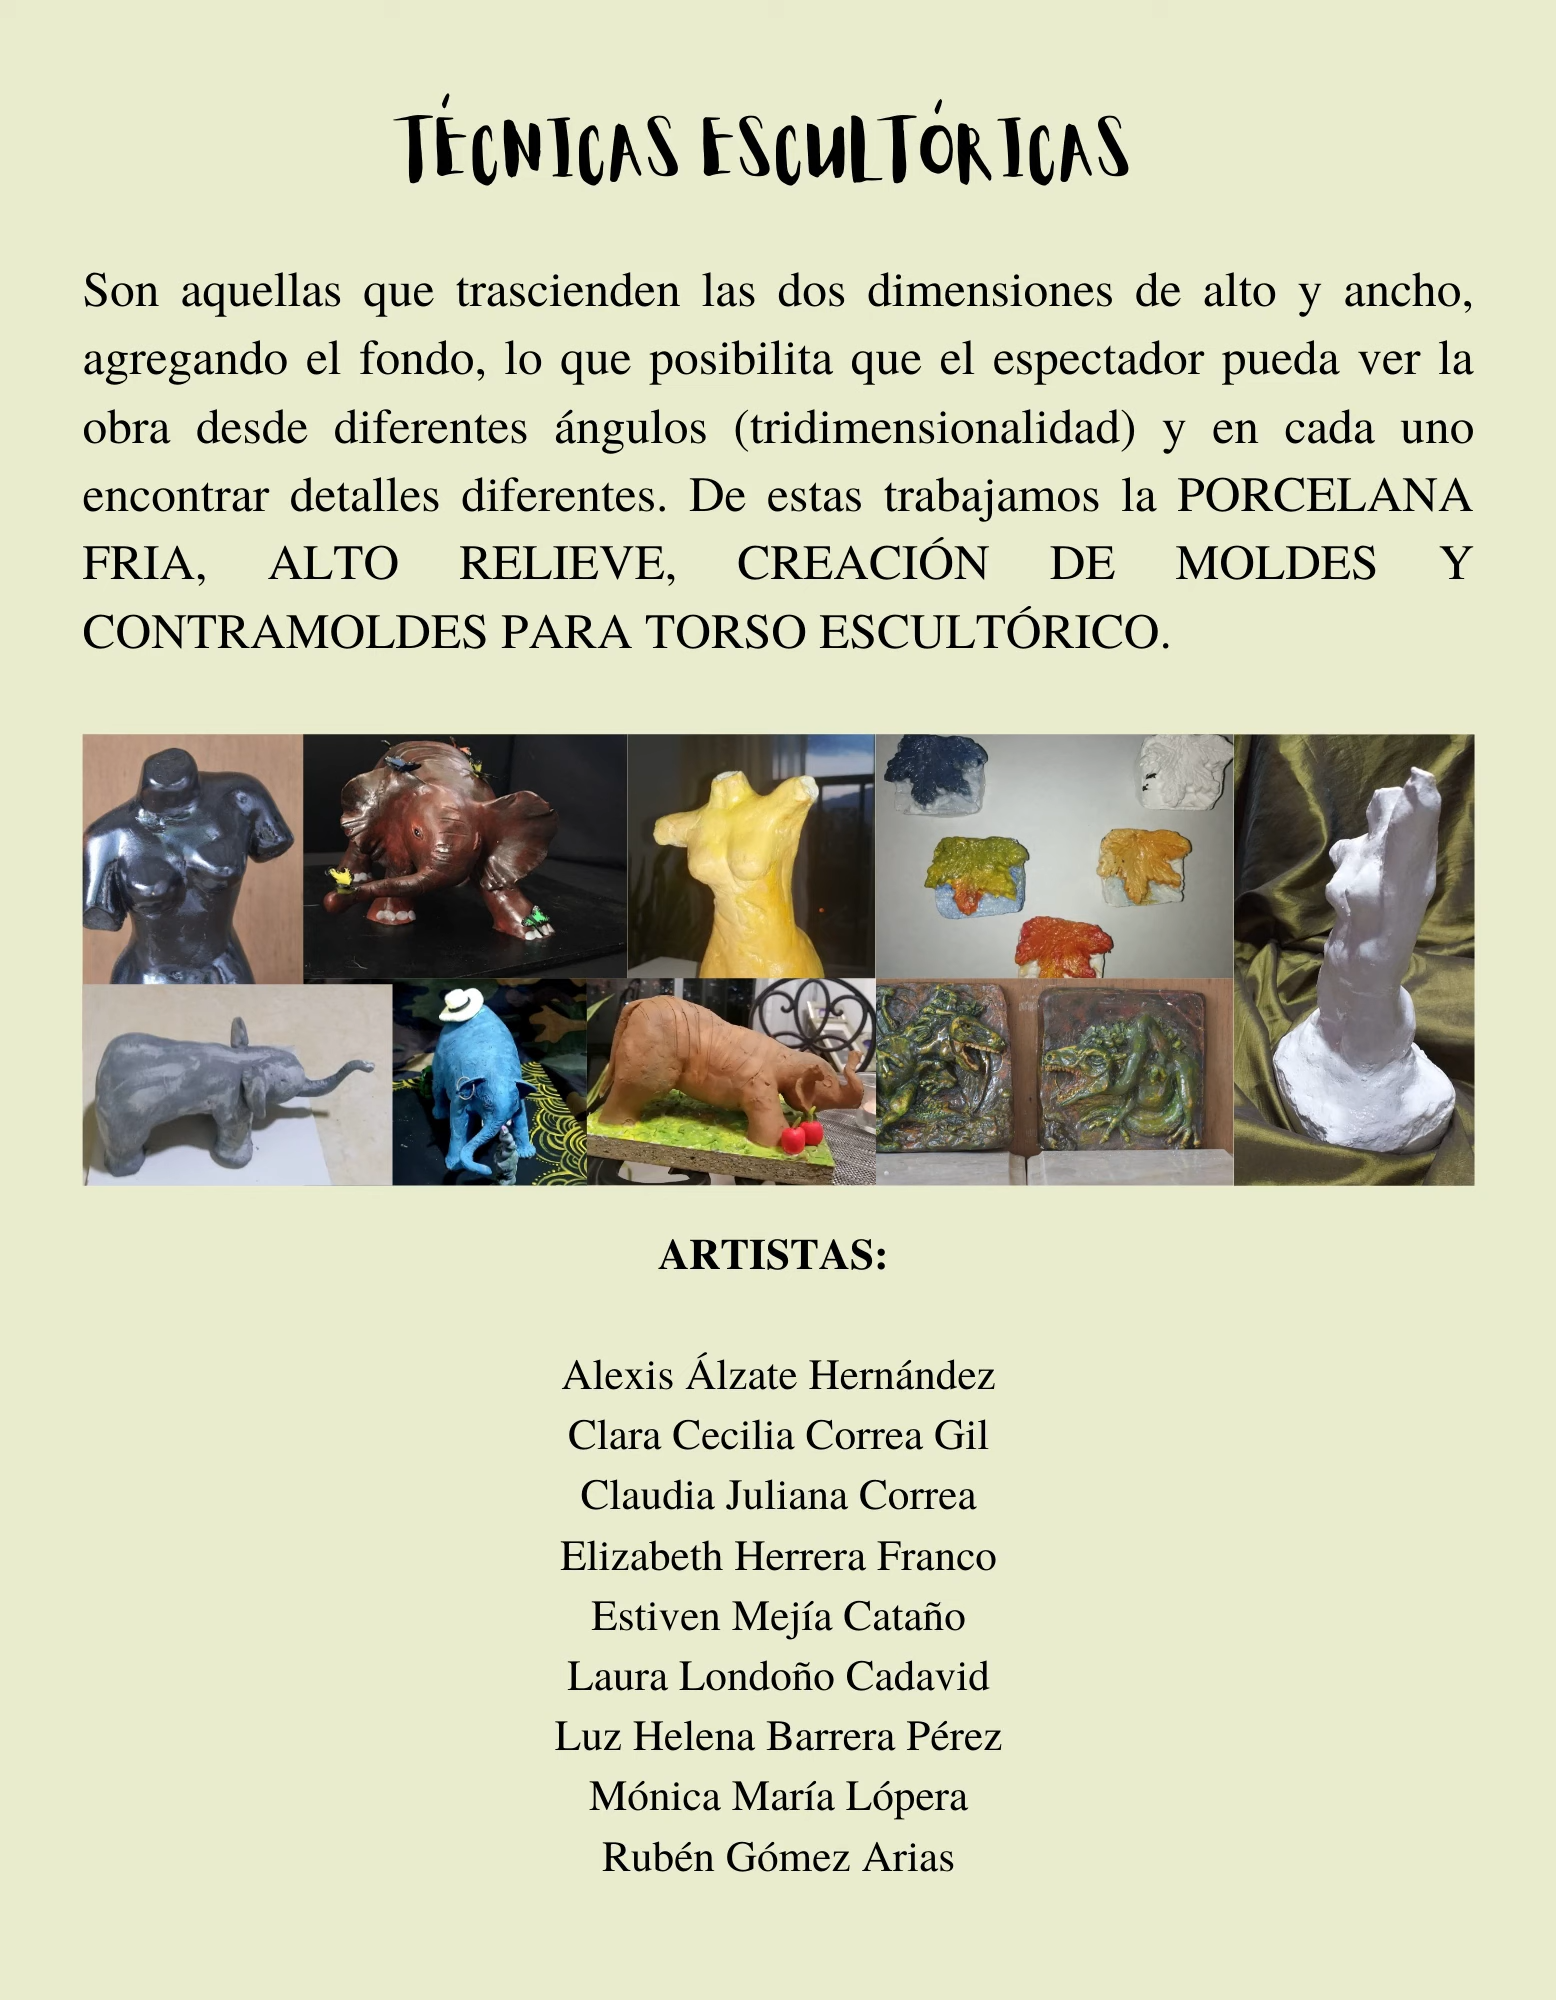 TÉCNICAS ESCULTÓRICAS
Son aquellas que trascienden las dos dimensiones de alto y ancho,
agregando el fondo, lo que posibilita que el espectador pueda ver la
obra desde diferentes ángulos (tridimensionalidad) y en cada uno
encontrar detalles diferentes. De estas trabajamos la PORCELANA
FRIA, ALTO RELIEVE, CREACIÓN DE MOLDES Y
CONTRAMOLDES PARA TORSO ESCULTÓRICO.
ARTISTAS:
Alexis Álzate Hernández
Clara Cecilia Correa Gil
Claudia Juliana Correa
Elizabeth Herrera Franco
Estiven Mejía Cataño
Laura Londoño Cadavid
Luz Helena Barrera Pérez
Mónica María Lópera
Rubén Gómez Arias